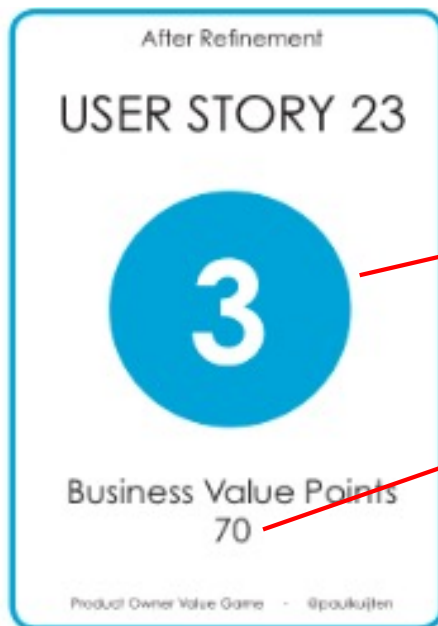 After Refinement
USER STORY 23
3
Business Value Points
70
Product Owner Value Game - @paulkuijten